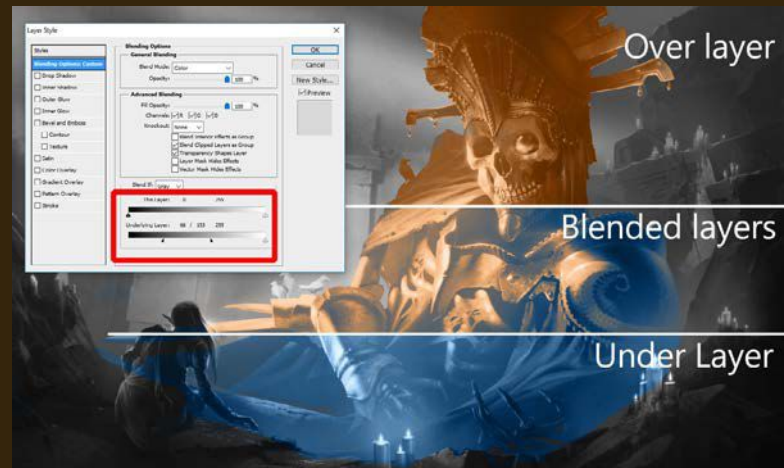 Layer Style
Styles
Blending Options: Custom
Drop Shadow
Inner Shadow
Outer Glow
Inner Glow
Bevel and Emboss
Contour
Texture
Satin
Color Overlay
Gradient Overlay
Pattern Overlay
Stroke
Blending Options
General Blending
Blend Mode: Color
Opacity: 100 %
Advanced Blending
Fill Opacity: 100 %
Channels: R G B
Knockout: None
Blend Interior Effects as Group
Blend Clipped Layers as Group
Transparency Shapes Layer
Layer Mask Hides Effects
Vector Mask Hides Effects
Blend If: Gray
This Layer: 0 255
Underlying Layer: 255
OK
Cancel
New Style...
Preview
Over layer
Blended layers
Under Layer